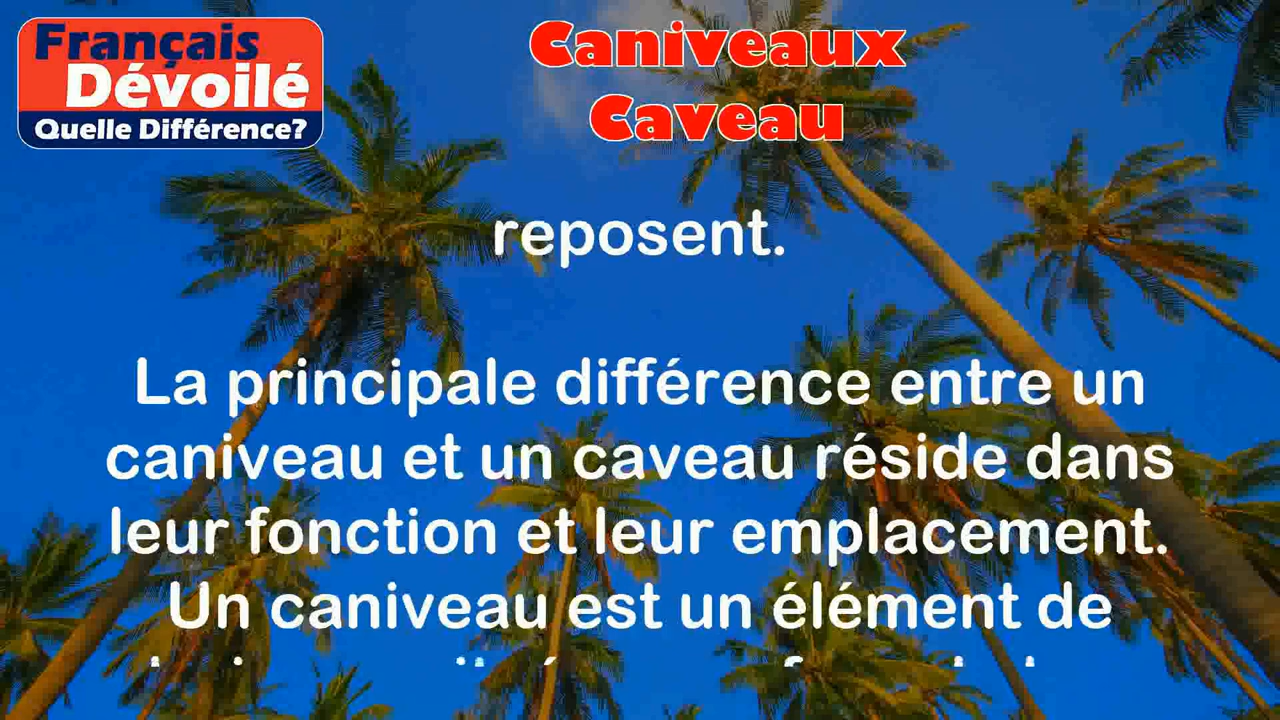 Français
Dévoilé
Quelle Différence?
Caniveaux
Caveau
reposent.
La principale différence entre un
caniveau et un caveau réside dans
leur fonction et leur emplacement.
Un caniveau est un élément de